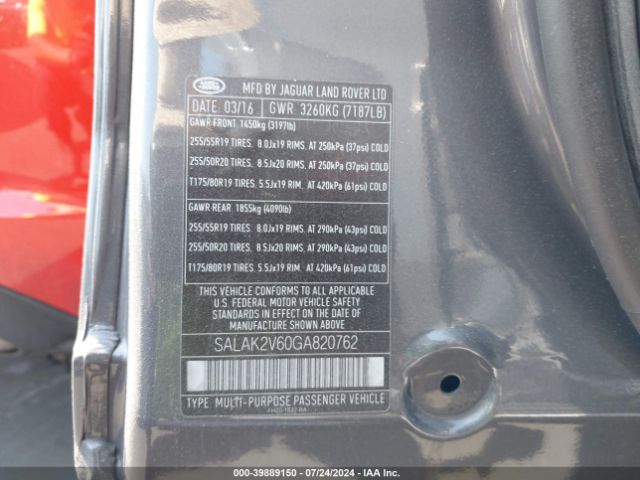 LAND ROVER
MFD BY JAGUAR LAND ROVER LTD
DATE 03/16 GWR 3260KG (7187LB)
GAWR FRONT 1450kg (3197lb)
255/55R19 TIRES. 8.0Jx19 RIMS. AT 250kPa (37psi) COLD
255/50R20 TIRES. 8.5Jx20 RIMS. AT 250kPa (37psi) COLD
T175/80R19 TIRES. 5.5Jx19 RIM. AT 420kPa (61psi) COLD
GAWR REAR 1855kg (4090lb)
255/55R19 TIRES. 8.0Jx19 RIMS. AT 290kPa (43psi) COLD
255/50R20 TIRES. 8.5Jx20 RIMS. AT 290kPa (43psi) COLD
T175/80R19 TIRES. 5.5Jx19 RIM. AT 420kPa (61psi) COLD
THIS VEHICLE CONFORMS TO ALL APPLICABLE
U.S. FEDERAL MOTOR VEHICLE SAFETY
STANDARDS IN EFFECT ON THE DATE OF
MANUFACTURE SHOWN ABOVE
SALAK2V60GA820762
TYPE: MULTI-PURPOSE PASSENGER VEHICLE
000-39889150 / 07/24/2024 / IAA Inc.